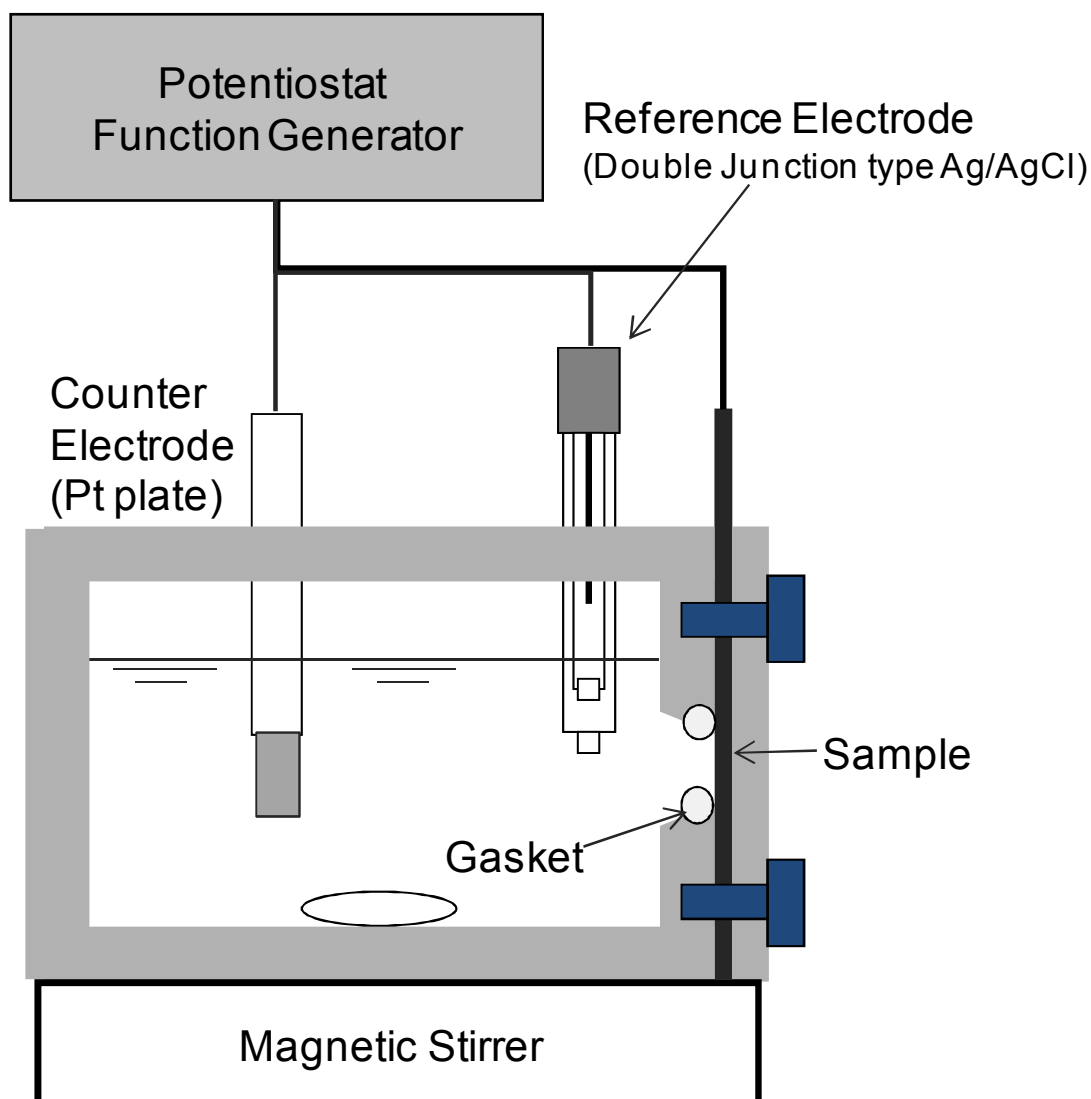 Potentiostat
Function Generator
Reference Electrode
(Double Junction type Ag/AgCl)
Counter
Electrode
(Pt plate)
Sample
Gasket
Magnetic Stirrer